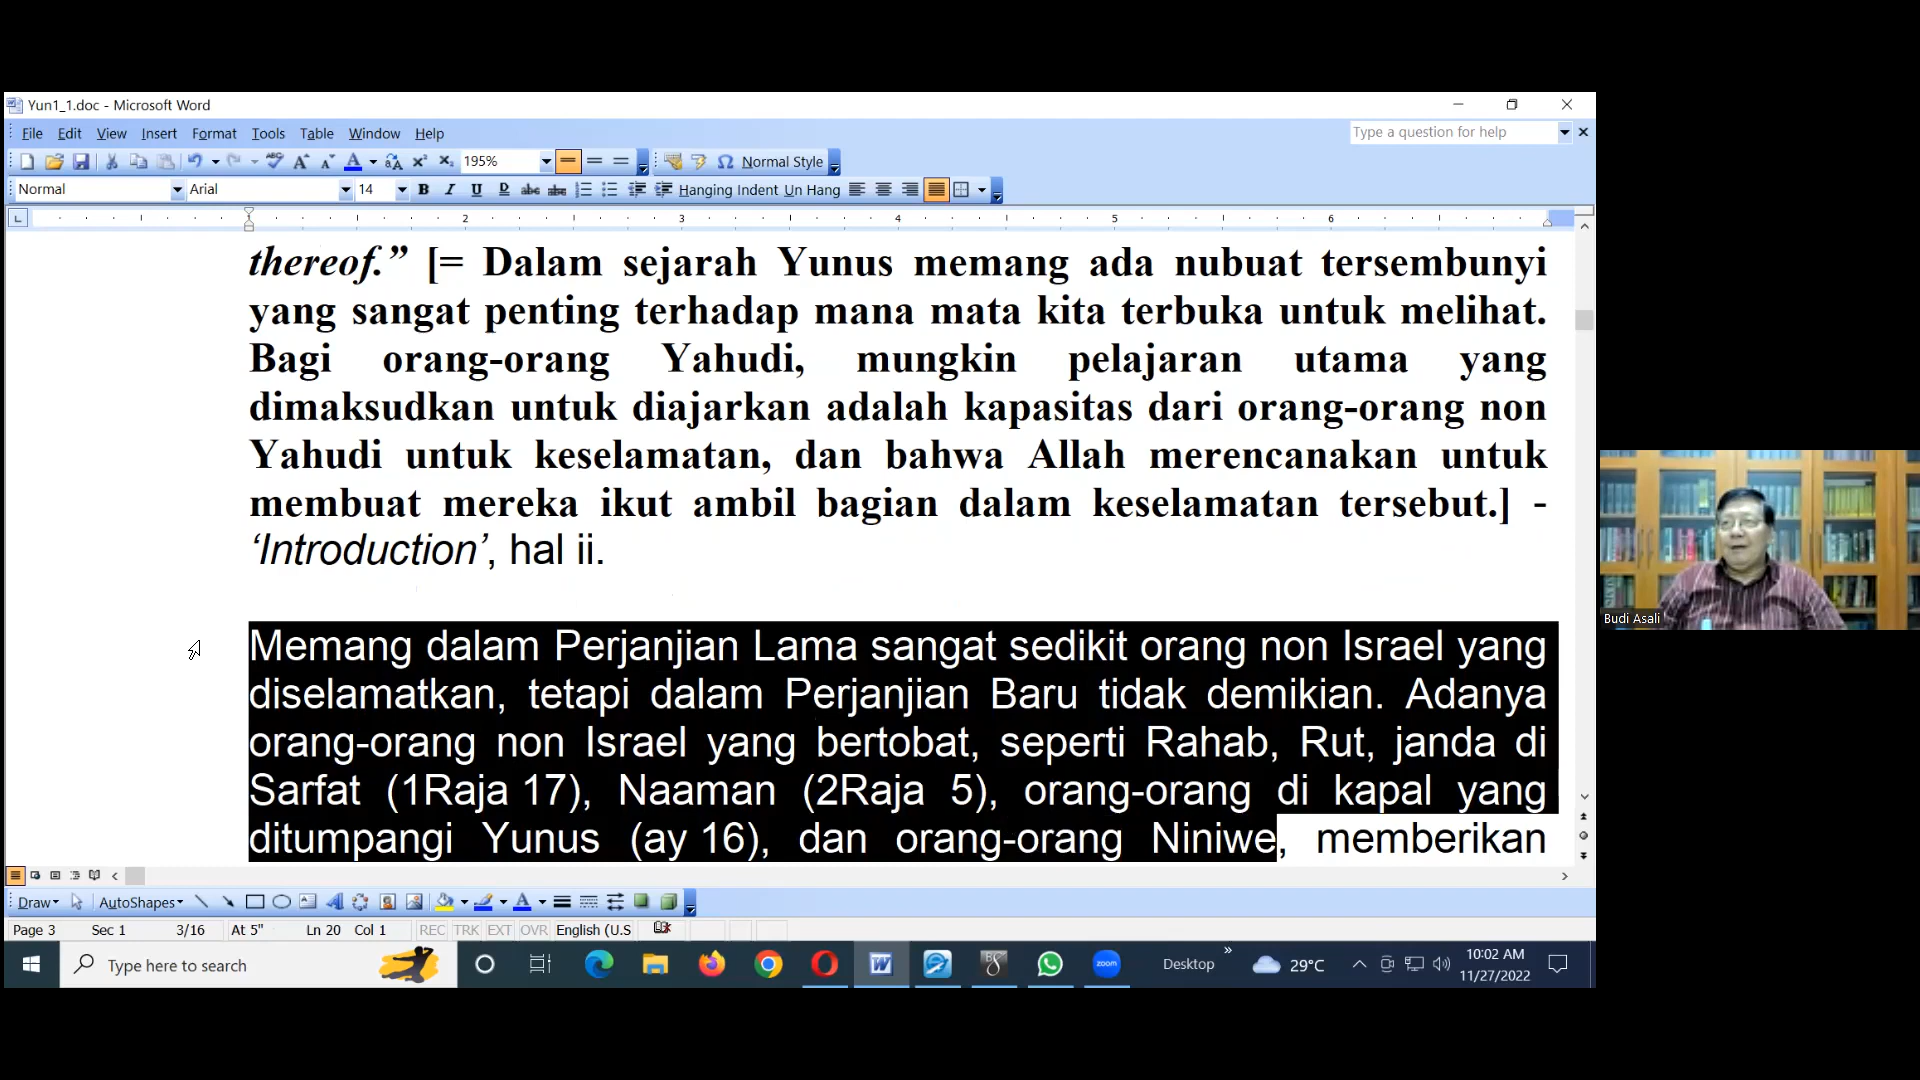 Yun1_1.doc - Microsoft Word
File Edit View Insert Format Tools Table Window Help
Type a question for help
195%
Normal Style
Normal Arial 14
Hanging Indent Un Hang
2 3 4 5 6
thereof.” [= Dalam sejarah Yunus memang ada nubuat tersembunyi
yang sangat penting terhadap mana mata kita terbuka untuk melihat.
Bagi orang-orang Yahudi, mungkin pelajaran utama yang
dimaksudkan untuk diajarkan adalah kapasitas dari orang-orang non
Yahudi untuk keselamatan, dan bahwa Allah merencanakan untuk
membuat mereka ikut ambil bagian dalam keselamatan tersebut.] -
‘Introduction’, hal ii.
Memang dalam Perjanjian Lama sangat sedikit orang non Israel yang
diselamatkan, tetapi dalam Perjanjian Baru tidak demikian. Adanya
orang-orang non Israel yang bertobat, seperti Rahab, Rut, janda di
Sarfat (1Raja 17), Naaman (2Raja 5), orang-orang di kapal yang
ditumpangi Yunus (ay 16), dan orang-orang Niniwe, memberikan
Budi Asali
Draw AutoShapes
Page 3 Sec 1 3/16 At 5" Ln 20 Col 1 REC TRK EXT OVR English (U.S
Type here to search
zoom
Desktop
29°C
10:02 AM
11/27/2022